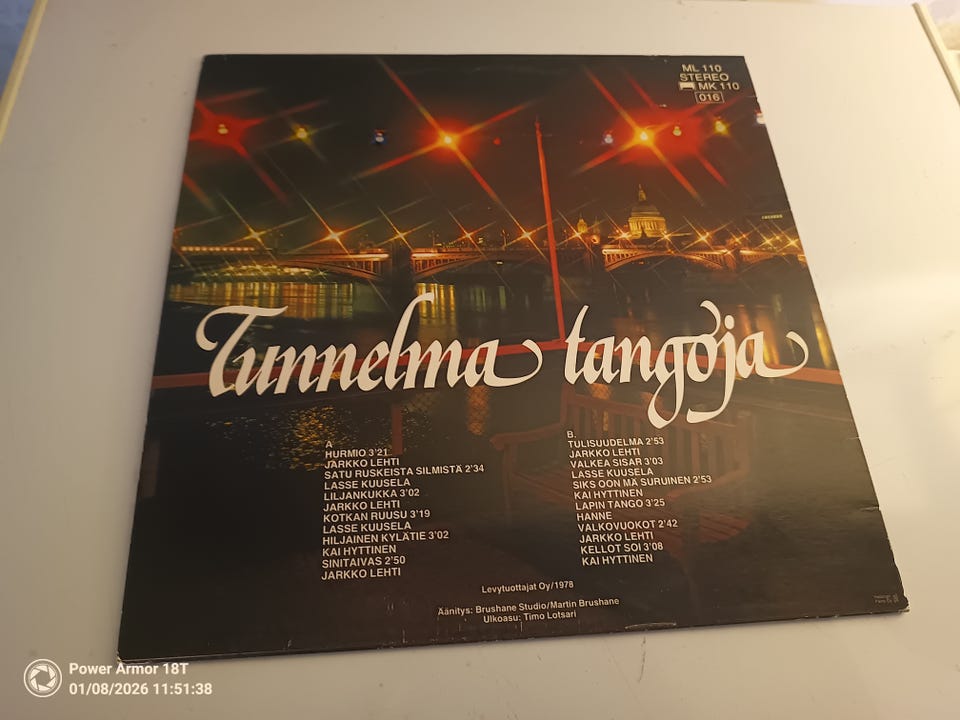 ML 110
STEREO
MK 110
016
Tunnelma tangoja
A
HURMIO 3'21
JARKKO LEHTI
SATU RUSKEISTA SILMISTÄ 2'34
LASSE KUUSELA
LILJANKUKKA 3'02
JARKKO LEHTI
KOTKAN RUUSU 3'19
LASSE KUUSELA
HILJAINEN KYLÄTIE 3'02
KAI HYTTINEN
SINITAIVAS 2'50
JARKKO LEHTI
B.
TULISUUDELMA 2'53
JARKKO LEHTI
VALKEA SISAR 3'03
LASSE KUUSELA
SIKS OON MÄ SURUINEN 2'53
KAI HYTTINEN
LAPIN TANGO 3'25
HANNE
VALKOVUOKOT 2'42
JARKKO LEHTI
KELLOT SOI 3'08
KAI HYTTINEN
Levytuottajat Oy/1978
Äänitys: Brushane Studio/Martin Brushane
Ulkoasu: Timo Lotsari
Power Armor 18T
01/08/2026 11:51:38